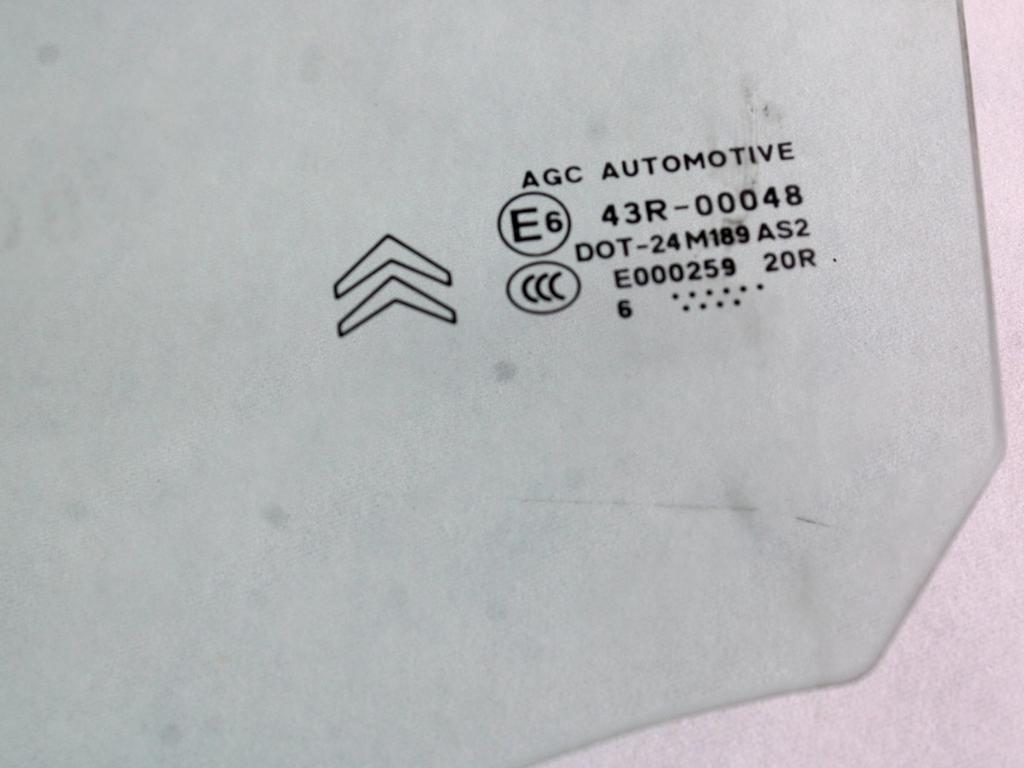 AGC AUTOMOTIVE
E6 43R-00048
DOT-24 M189 AS2
CCC E000259 20R
6